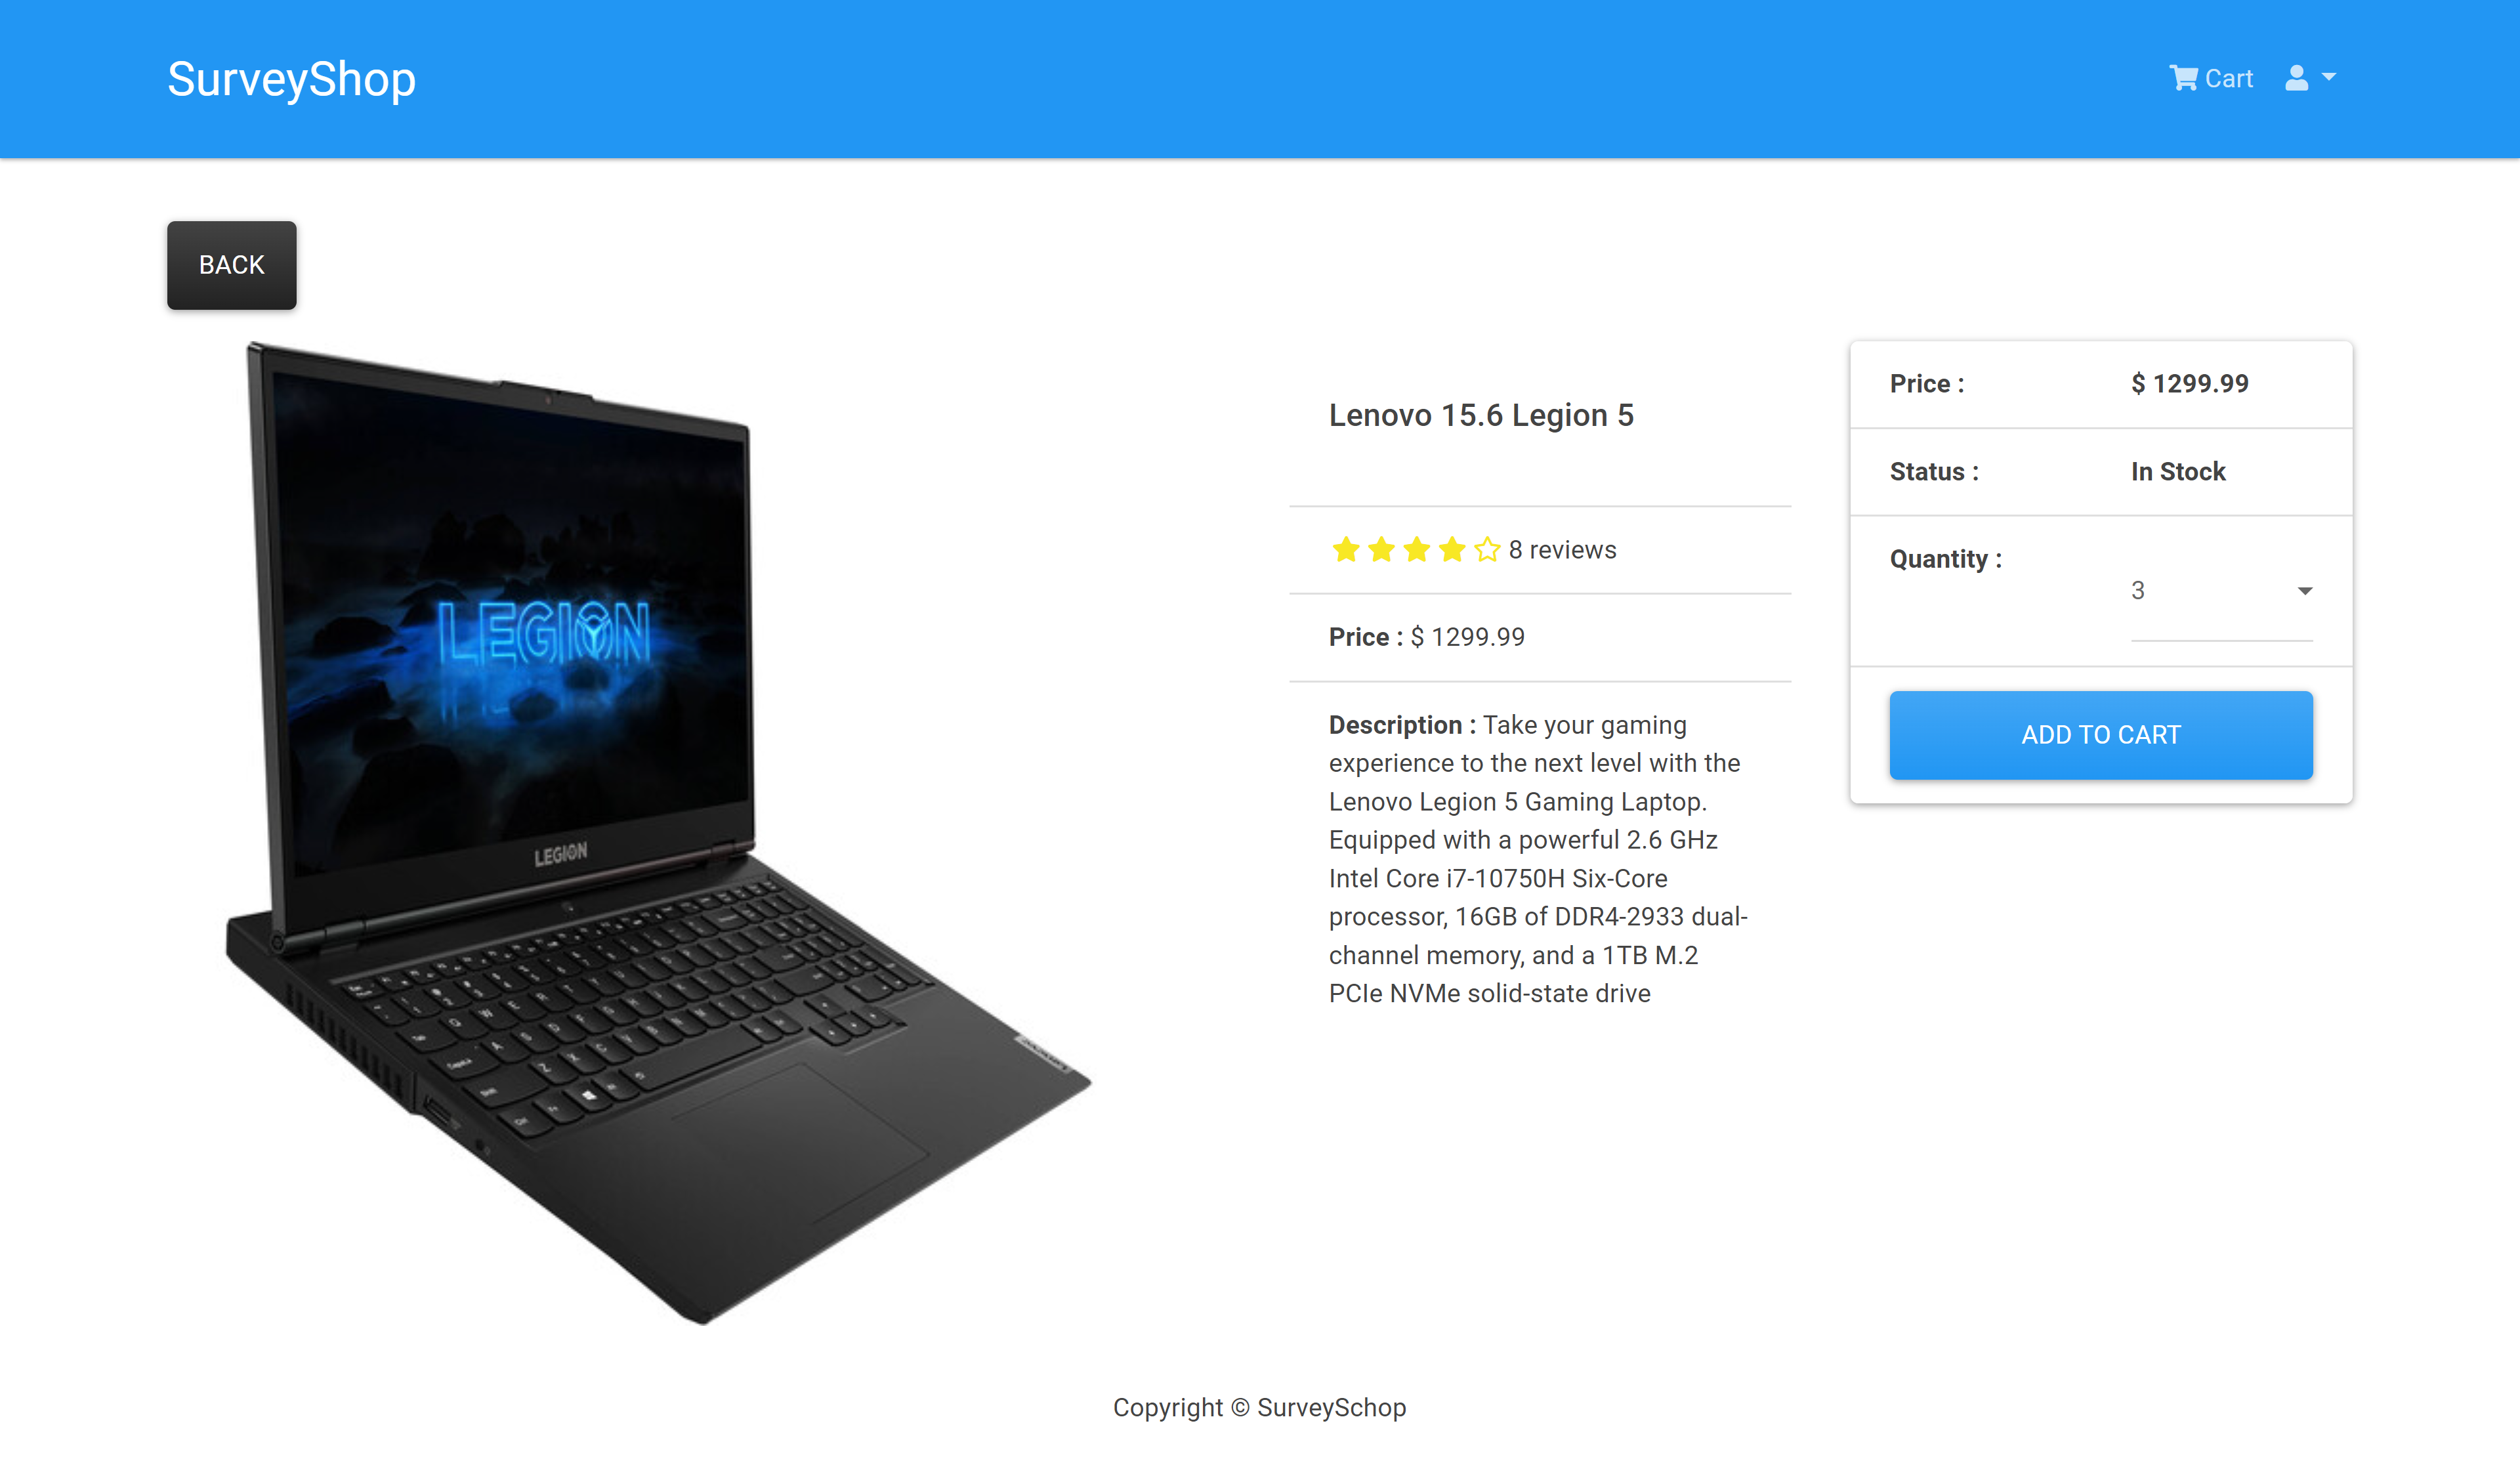 SurveyShop
Cart
BACK
LEGION
LEGION
Lenovo 15.6 Legion 5
8 reviews
Price : $ 1299.99
Description : Take your gaming
experience to the next level with the
Lenovo Legion 5 Gaming Laptop.
Equipped with a powerful 2.6 GHz
Intel Core i7-10750H Six-Core
processor, 16GB of DDR4-2933 dual-
channel memory, and a 1TB M.2
PCIe NVMe solid-state drive
Price : $ 1299.99
Status : In Stock
Quantity : 3
ADD TO CART
Copyright © SurveySchop